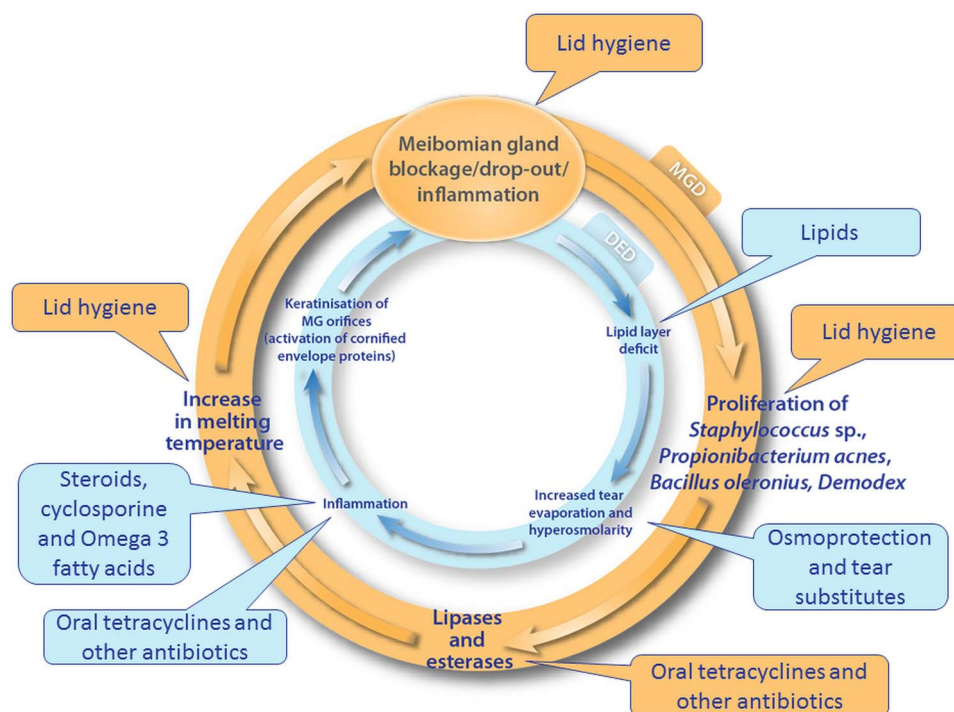 Lid hygiene
Meibomian gland
blockage/drop-out/
inflammation
MGD
DED
Lipids
Lid hygiene
Keratinisation of
MG orifices
(activation of cornified
envelope proteins)
Lipid layer
deficit
Lid hygiene
Increase
in melting
temperature
Proliferation of
Staphylococcus sp.,
Propionibacterium acnes,
Bacillus oleronius, Demodex
Steroids,
cyclosporine
and Omega 3
fatty acids
Inflammation
Increased tear
evaporation and
hyperosmolarity
Osmoprotection
and tear
substitutes
Oral tetracyclines and
other antibiotics
Lipases
and
esterases
Oral tetracyclines and
other antibiotics